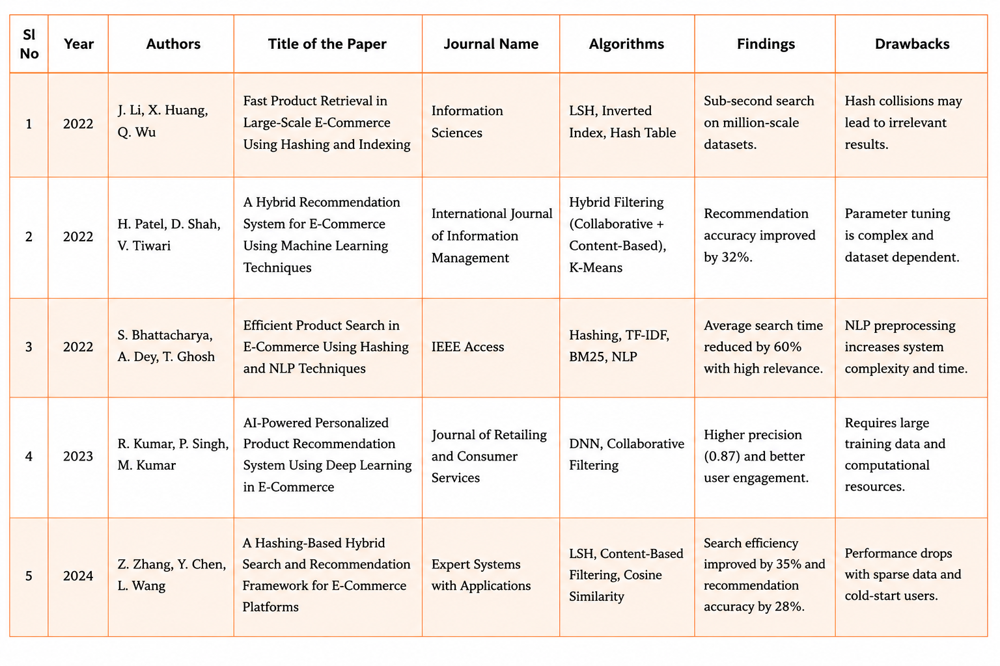 Sl No
Year
Authors
Title of the Paper
Journal Name
Algorithms
Findings
Drawbacks
1
2022
J. Li, X. Huang,
Q. Wu
Fast Product Retrieval in
Large-Scale E-Commerce
Using Hashing and Indexing
Information
Sciences
LSH, Inverted
Index, Hash Table
Sub-second search
on million-scale
datasets.
Hash collisions may
lead to irrelevant
results.
2
2022
H. Patel, D. Shah,
V. Tiwari
A Hybrid Recommendation
System for E-Commerce
Using Machine Learning
Techniques
International Journal
of Information
Management
Hybrid Filtering
(Collaborative +
Content-Based),
K-Means
Recommendation
accuracy improved
by 32%.
Parameter tuning
is complex and
dataset dependent.
3
2022
S. Bhattacharya,
A. Dey, T. Ghosh
Efficient Product Search in
E-Commerce Using Hashing
and NLP Techniques
IEEE Access
Hashing, TF-IDF,
BM25, NLP
Average search time
reduced by 60%
with high relevance.
NLP preprocessing
increases system
complexity and time.
4
2023
R. Kumar, P. Singh,
M. Kumar
AI-Powered Personalized
Product Recommendation
System Using Deep Learning
in E-Commerce
Journal of Retailing
and Consumer
Services
DNN, Collaborative
Filtering
Higher precision
(0.87) and better
user engagement.
Requires large
training data and
computational
resources.
5
2024
Z. Zhang, Y. Chen,
L. Wang
A Hashing-Based Hybrid
Search and Recommendation
Framework for E-Commerce
Platforms
Expert Systems
with Applications
LSH, Content-Based
Filtering, Cosine
Similarity
Search efficiency
improved by 35% and
recommendation
accuracy by 28%.
Performance drops
with sparse data and
cold-start users.